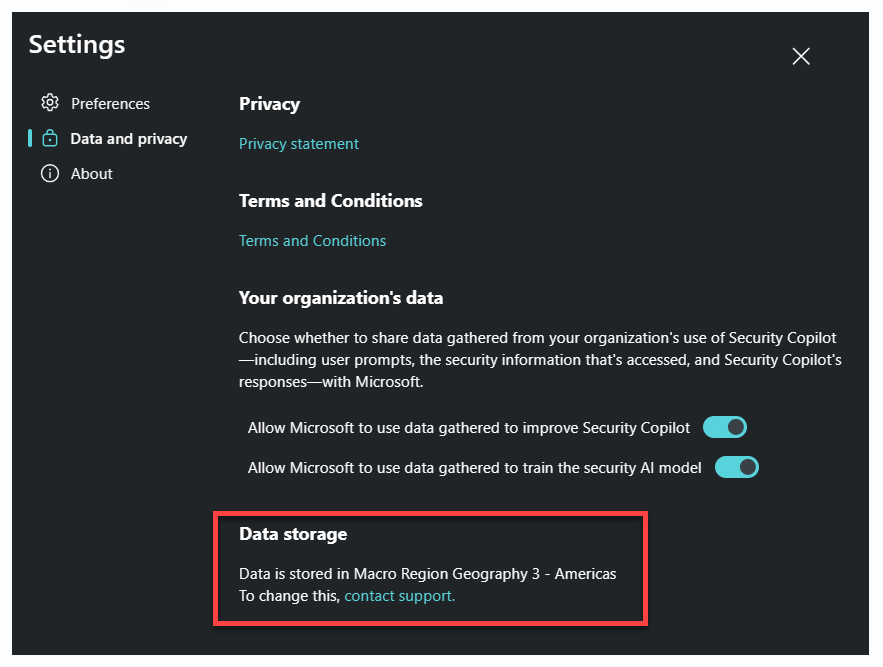 Settings
Preferences
Data and privacy
About
Privacy
Privacy statement
Terms and Conditions
Terms and Conditions
Your organization's data
Choose whether to share data gathered from your organization's use of Security Copilot
—including user prompts, the security information that's accessed, and Security Copilot's
responses—with Microsoft.
Allow Microsoft to use data gathered to improve Security Copilot
Allow Microsoft to use data gathered to train the security AI model
Data storage
Data is stored in Macro Region Geography 3 - Americas
To change this, contact support.